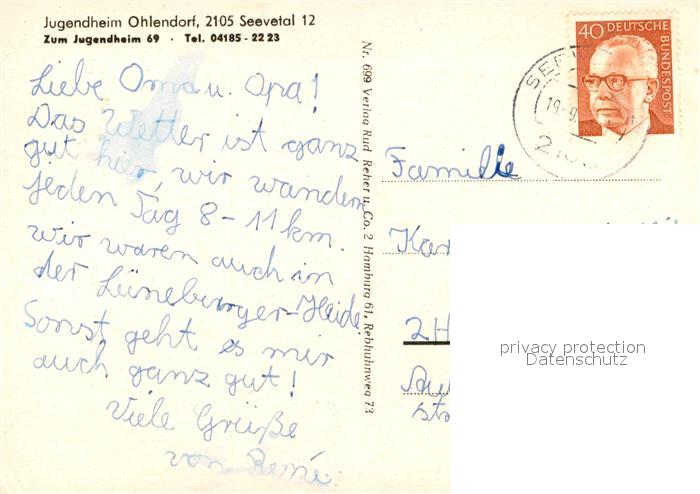 Jugendheim Ohlendorf, 2105 Seevetal 12
Zum Jugendheim 69 · Tel. 04185 - 22 23
Liebe Oma u. Opa!
Das Wetter ist ganz
gut hier, wir wandern
jeden Tag 8 - 11 km.
wir waren auch in
der Lüneburger-Heide.
Sonst geht es mir
auch ganz gut!
Viele Grüße
von René
Nr. 699 Verlag Rud. Reher u. Co. 2 Hamburg 61, Rebhuhnweg 73
40 DEUTSCHE
BUNDESPOST
Familie
Kar
2H
privacy protection
Datenschutz